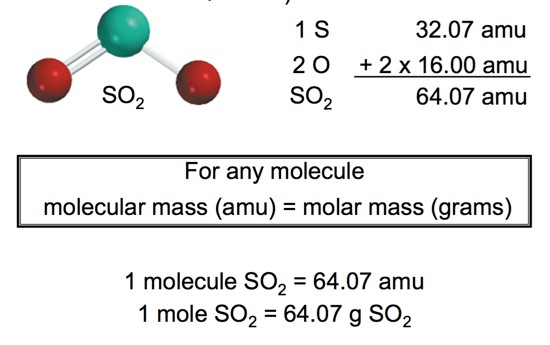 1 S 32.07 amu
2 O + 2 x 16.00 amu
SO₂ SO₂ 64.07 amu
For any molecule
molecular mass (amu) = molar mass (grams)
1 molecule SO₂ = 64.07 amu
1 mole SO₂ = 64.07 g SO₂